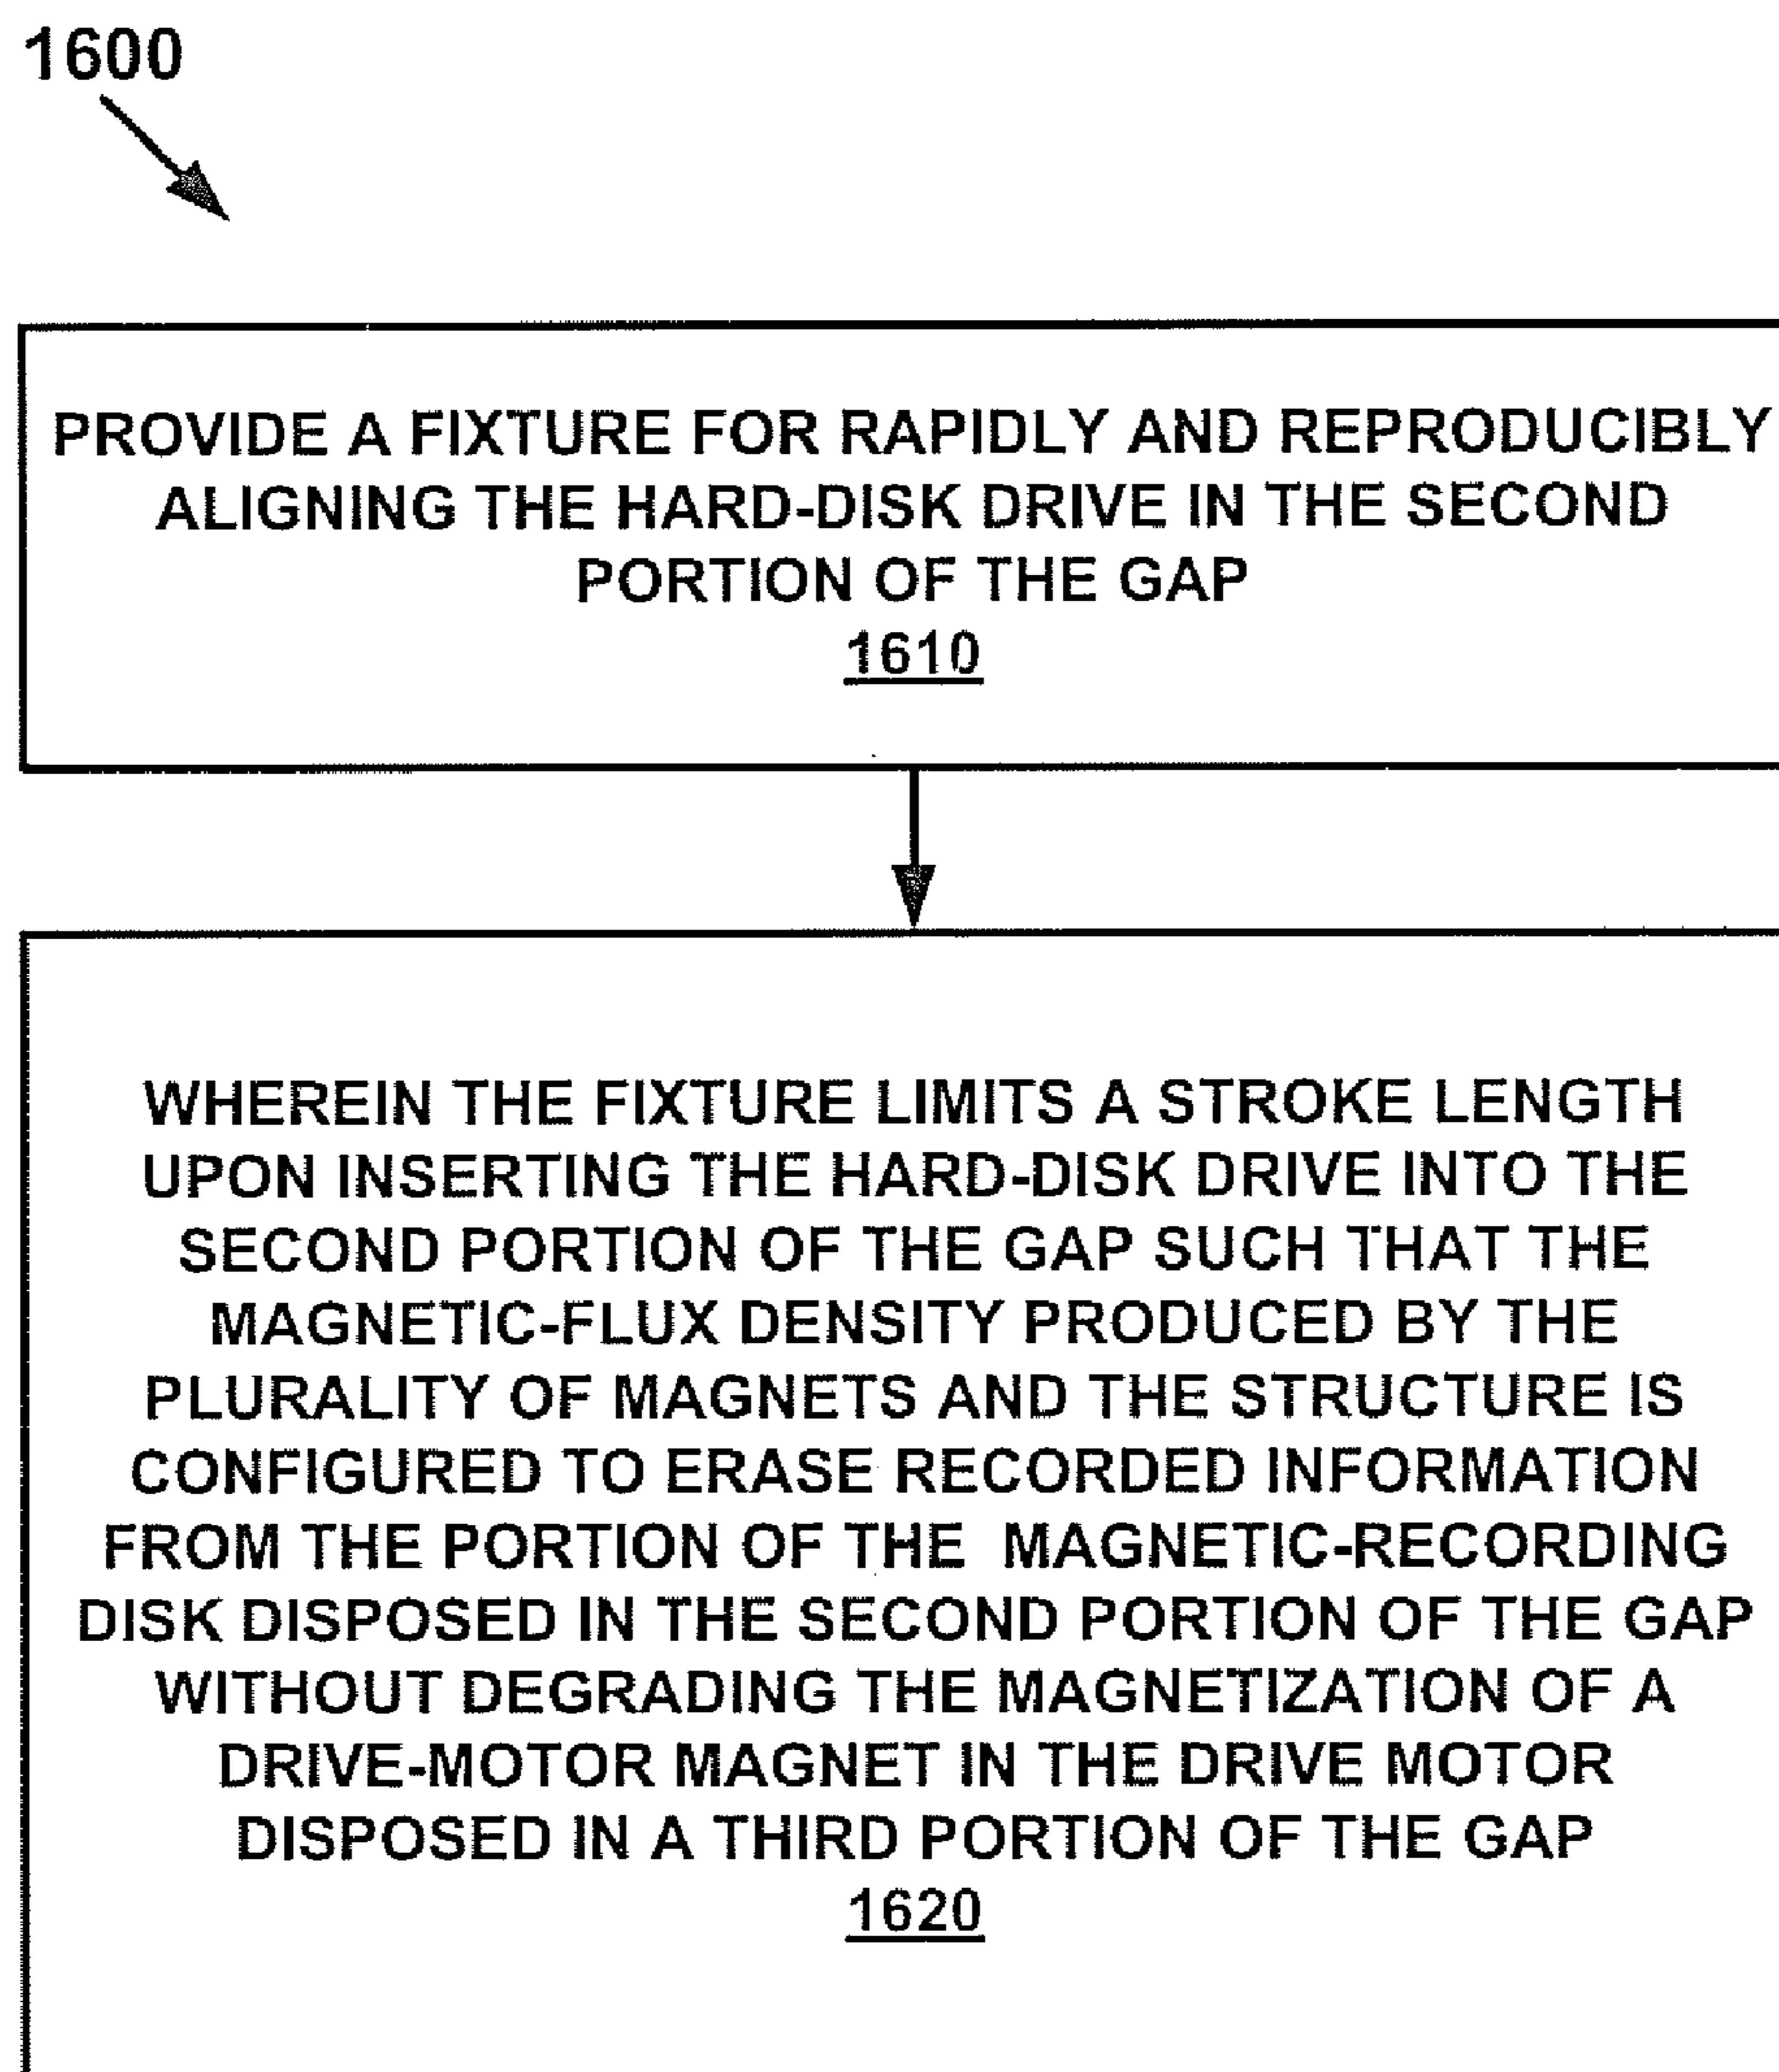 1600
PROVIDE A FIXTURE FOR RAPIDLY AND REPRODUCIBLY
ALIGNING THE HARD-DISK DRIVE IN THE SECOND
PORTION OF THE GAP
1610
WHEREIN THE FIXTURE LIMITS A STROKE LENGTH
UPON INSERTING THE HARD-DISK DRIVE INTO THE
SECOND PORTION OF THE GAP SUCH THAT THE
MAGNETIC-FLUX DENSITY PRODUCED BY THE
PLURALITY OF MAGNETS AND THE STRUCTURE IS
CONFIGURED TO ERASE RECORDED INFORMATION
FROM THE PORTION OF THE MAGNETIC-RECORDING
DISK DISPOSED IN THE SECOND PORTION OF THE GAP
WITHOUT DEGRADING THE MAGNETIZATION OF A
DRIVE-MOTOR MAGNET IN THE DRIVE MOTOR
DISPOSED IN A THIRD PORTION OF THE GAP
1620